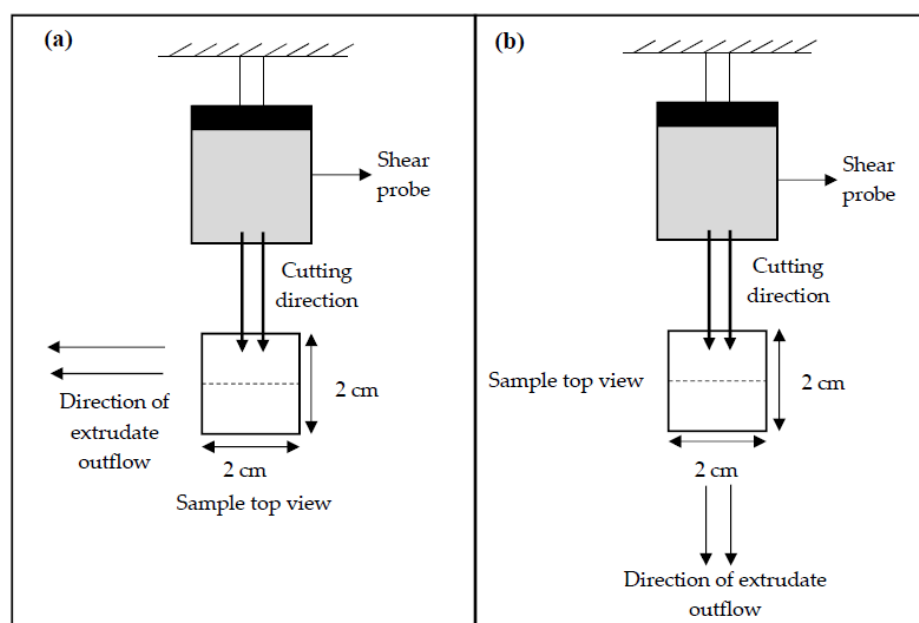 (a)
Shear
probe
Cutting
direction
2 cm
Direction of
extrudate
outflow
2 cm
Sample top view
(b)
Shear
probe
Cutting
direction
Sample top view
2 cm
2 cm
Direction of extrudate
outflow